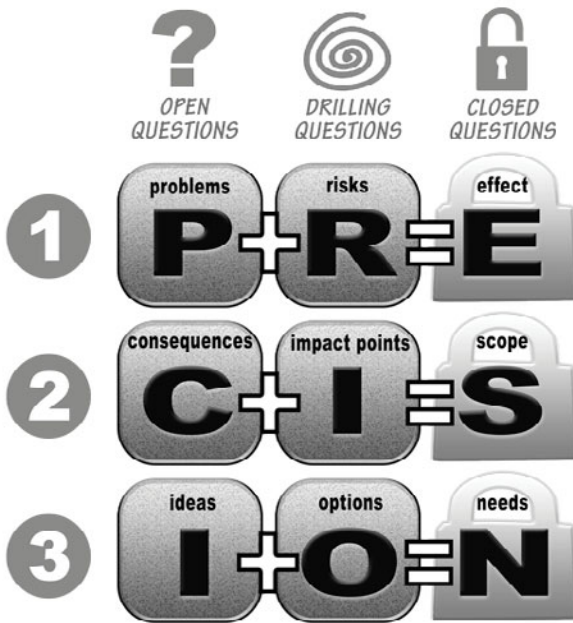 ?
OPEN QUESTIONS
DRILLING QUESTIONS
CLOSED QUESTIONS
1
problems
risks
effect
P + R = E
2
consequences
impact points
scope
C + I = S
3
ideas
options
needs
I + O = N